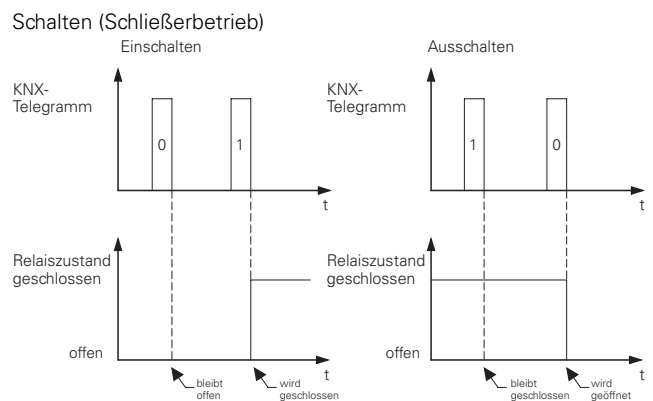 Schalten (Schließerbetrieb)
Einschalten
KNX-
Telegramm
0
1
t
Relaiszustand
geschlossen
offen
t
bleibt
offen
wird
geschlossen
Ausschalten
KNX-
Telegramm
1
0
t
Relaiszustand
geschlossen
offen
t
bleibt
geschlossen
wird
geöffnet